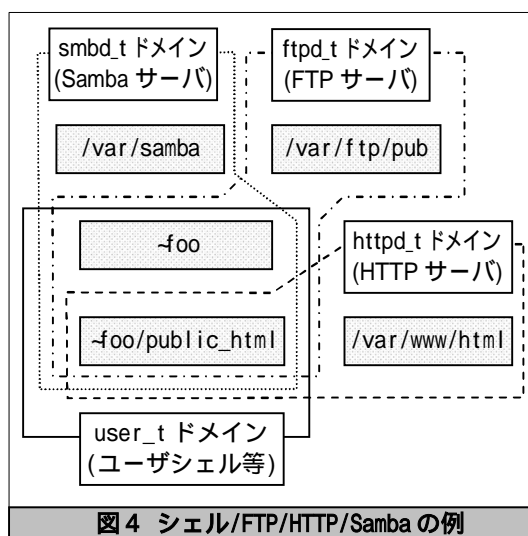 smbd_t ドメイン
(Samba サーバ)
ftpd_t ドメイン
(FTP サーバ)
/var/samba
/var/ftp/pub
~foo
httpd_t ドメイン
(HTTP サーバ)
~foo/public_html
/var/www/html
user_t ドメイン
(ユーザシェル等)
図4 シェル/FTP/HTTP/Samba の例